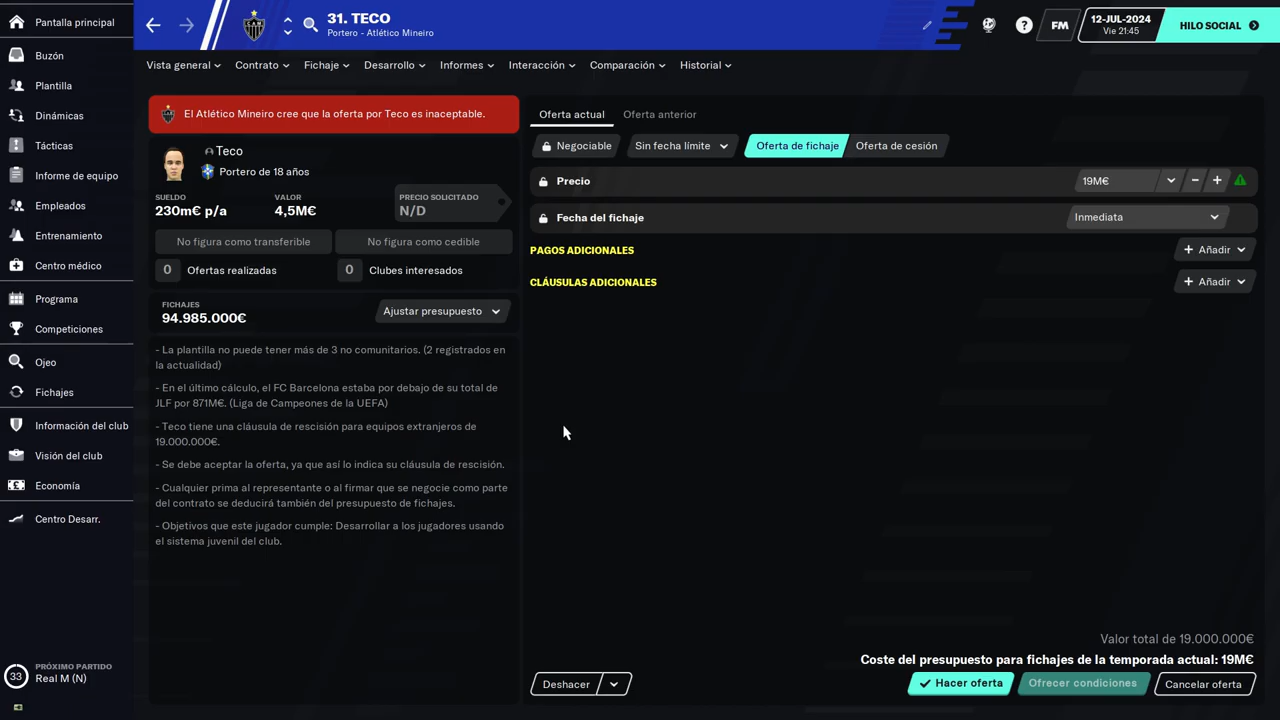 Pantalla principal
Buzón
Plantilla
Dinámicas
Tácticas
Informe de equipo
Empleados
Entrenamiento
Centro médico
Programa
Competiciones
Ojeo
Fichajes
Información del club
Visión del club
Economía
Centro Desarr.
33
PRÓXIMO PARTIDO
Real M (N)
31. TECO
Portero - Atlético Mineiro
FM
12-JUL-2024
Vie 21:45
HILO SOCIAL
Vista general
Contrato
Fichaje
Desarrollo
Informes
Interacción
Comparación
Historial
El Atlético Mineiro cree que la oferta por Teco es inaceptable.
Teco
Portero de 18 años
SUELDO
230m€ p/a
VALOR
4,5M€
PRECIO SOLICITADO
N/D
No figura como transferible
No figura como cedible
0 Ofertas realizadas
0 Clubes interesados
FICHAJES
94.985.000€
Ajustar presupuesto
- La plantilla no puede tener más de 3 no comunitarios. (2 registrados en
la actualidad)
- En el último cálculo, el FC Barcelona estaba por debajo de su total de
JLF por 871M€. (Liga de Campeones de la UEFA)
- Teco tiene una cláusula de rescisión para equipos extranjeros de
19.000.000€.
- Se debe aceptar la oferta, ya que así lo indica su cláusula de rescisión.
- Cualquier prima al representante o al firmar que se negocie como parte
del contrato se deducirá también del presupuesto de fichajes.
- Objetivos que este jugador cumple: Desarrollar a los jugadores usando
el sistema juvenil del club.
Oferta actual
Oferta anterior
Negociable
Sin fecha límite
Oferta de fichaje
Oferta de cesión
Precio
19M€
- +
Fecha del fichaje
Inmediata
PAGOS ADICIONALES
+ Añadir
CLÁUSULAS ADICIONALES
+ Añadir
Valor total de 19.000.000€
Coste del presupuesto para fichajes de la temporada actual: 19M€
Deshacer
Hacer oferta
Ofrecer condiciones
Cancelar oferta